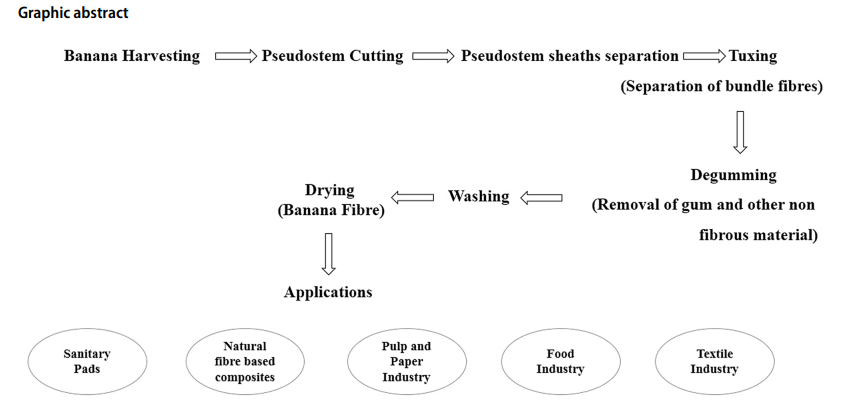 Graphic abstract
Banana Harvesting
Pseudostem Cutting
Pseudostem sheaths separation
Tuxing
(Separation of bundle fibres)
Degumming
(Removal of gum and other non
fibrous material)
Washing
Drying
(Banana Fibre)
Applications
Sanitary
Pads
Natural
fibre based
composites
Pulp and
Paper
Industry
Food
Industry
Textile
Industry